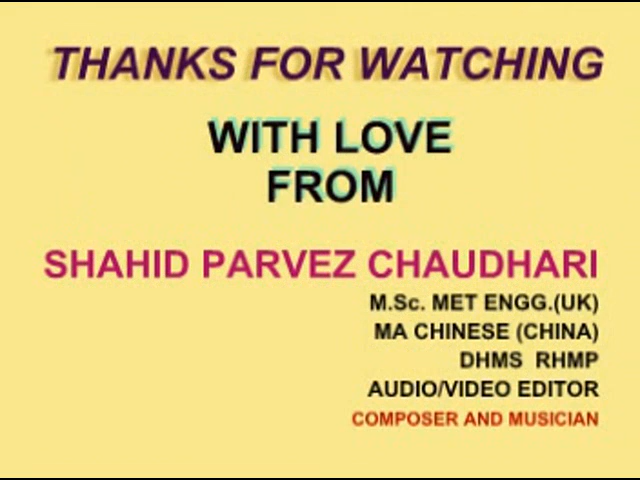 THANKS FOR WATCHING
WITH LOVE
FROM
SHAHID PARVEZ CHAUDHARI
M.Sc. MET ENGG.(UK)
MA CHINESE (CHINA)
DHMS RHMP
AUDIO/VIDEO EDITOR
COMPOSER AND MUSICIAN